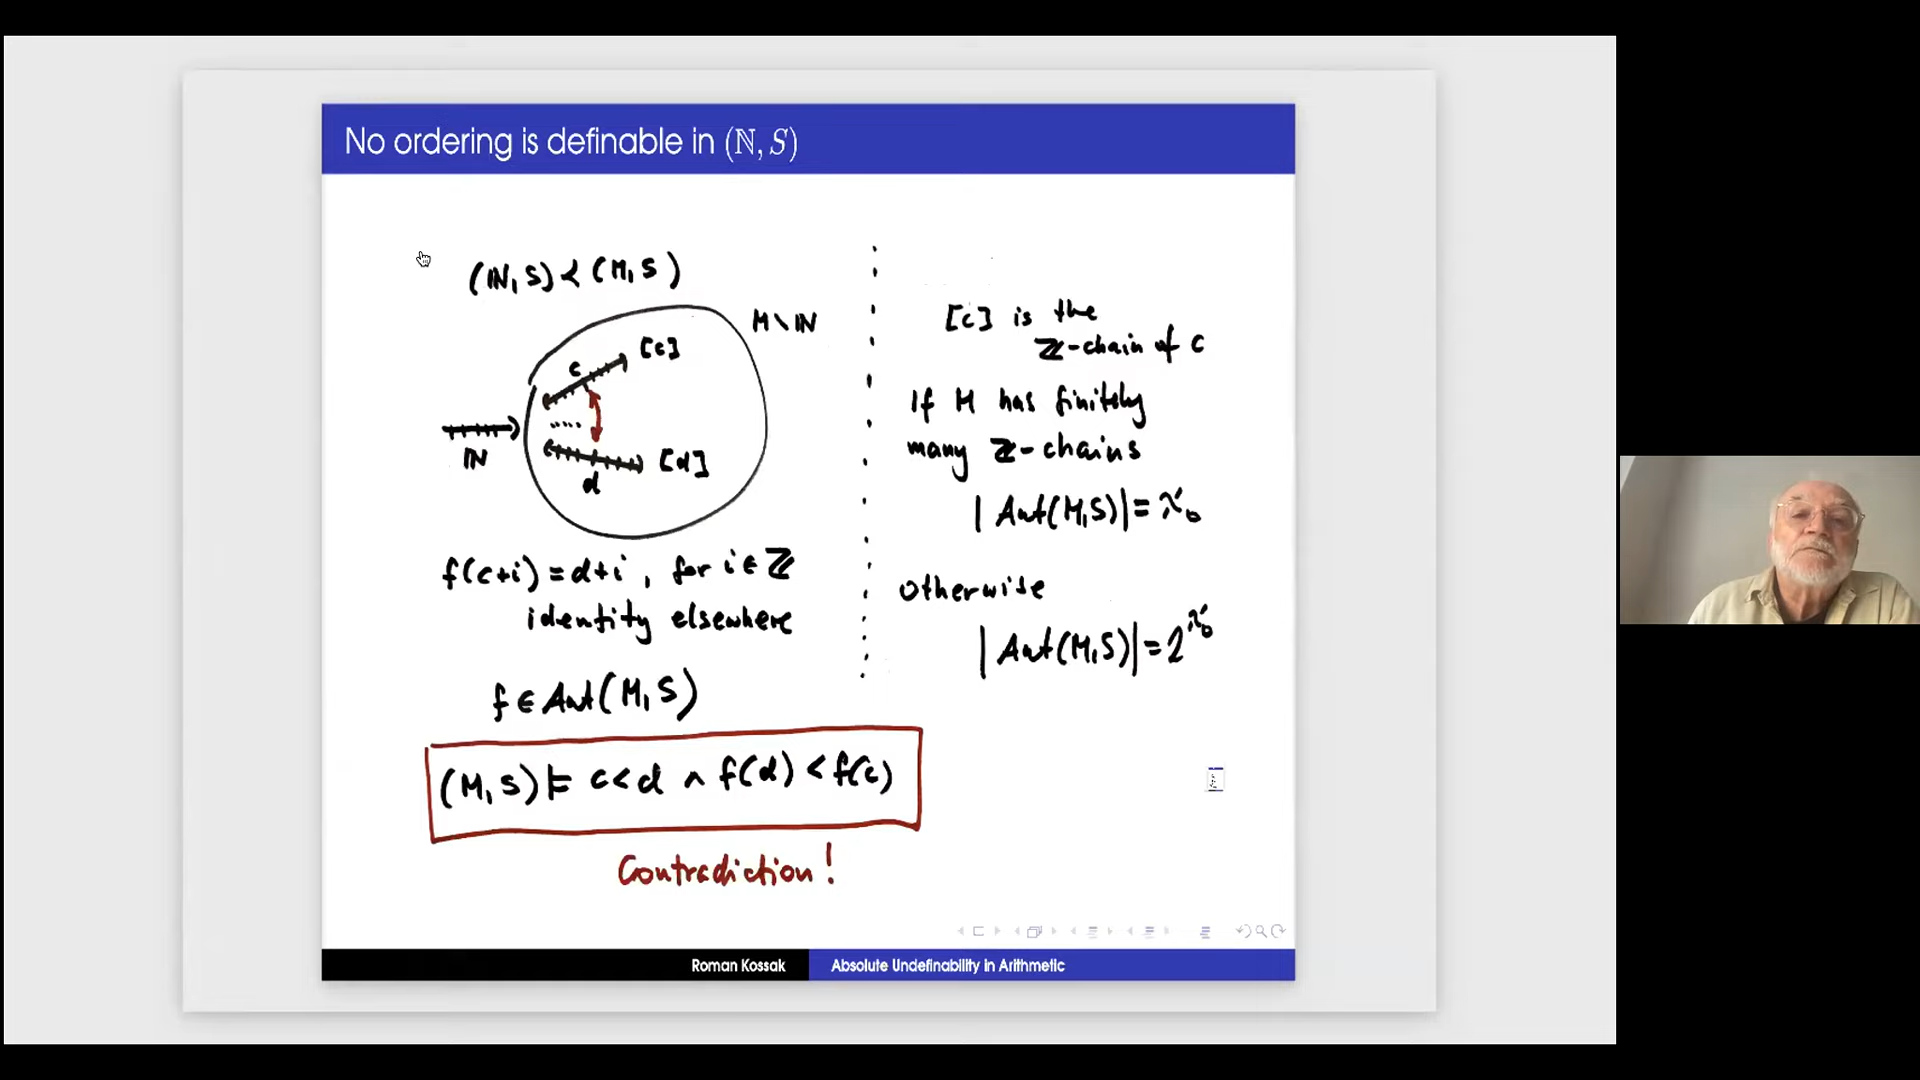 No ordering is definable in (ℕ, S)
(ℕ, S) ≺ (M, S)
M \ ℕ
c
[c]
ℕ
d
[d]
f(c+i) = d+i, for i ∈ ℤ
identity elsewhere
f ∈ Aut(M, S)
(M, S) ⊨ c < d ∧ f(d) < f(c)
Contradiction!
[c] is the
ℤ-chain of c
If M has finitely
many ℤ-chains
|Aut(M, S)| = ℵ₀
otherwise
|Aut(M, S)| = 2^ℵ₀
Roman Kossak
Absolute Undefinability in Arithmetic